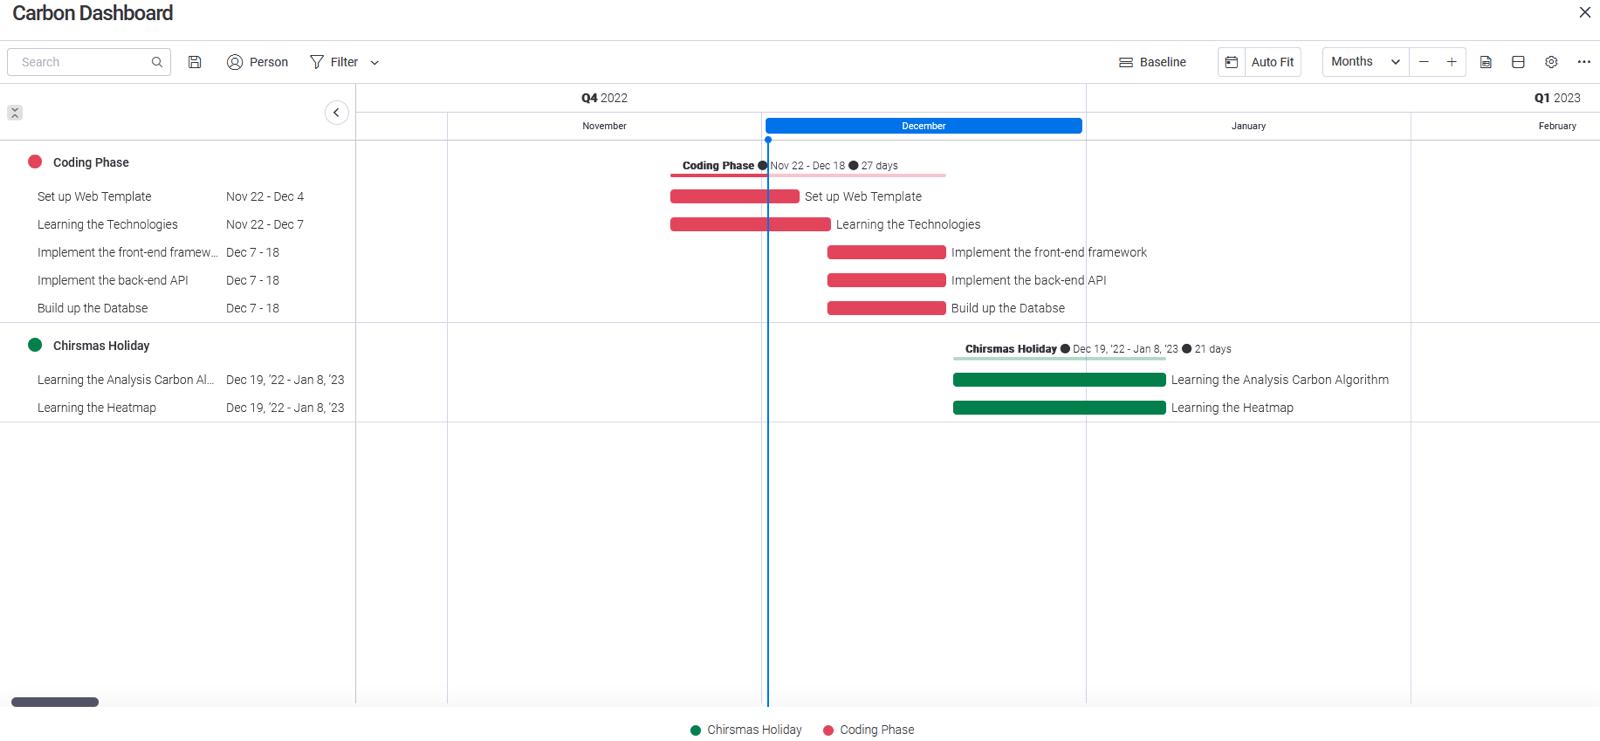 Carbon Dashboard
Search
Person
Filter
Baseline
Auto Fit
Months
Q4 2022
Q1 2023
November
December
January
February
Coding Phase
Coding Phase Nov 22 - Dec 18 27 days
Set up Web Template Nov 22 - Dec 4
Set up Web Template
Learning the Technologies Nov 22 - Dec 7
Learning the Technologies
Implement the front-end framew... Dec 7 - 18
Implement the front-end framework
Implement the back-end API Dec 7 - 18
Implement the back-end API
Build up the Databse Dec 7 - 18
Build up the Databse
Chirsmas Holiday
Chirsmas Holiday Dec 19, '22 - Jan 8, '23 21 days
Learning the Analysis Carbon Al... Dec 19, '22 - Jan 8, '23
Learning the Analysis Carbon Algorithm
Learning the Heatmap Dec 19, '22 - Jan 8, '23
Learning the Heatmap
Chirsmas Holiday
Coding Phase